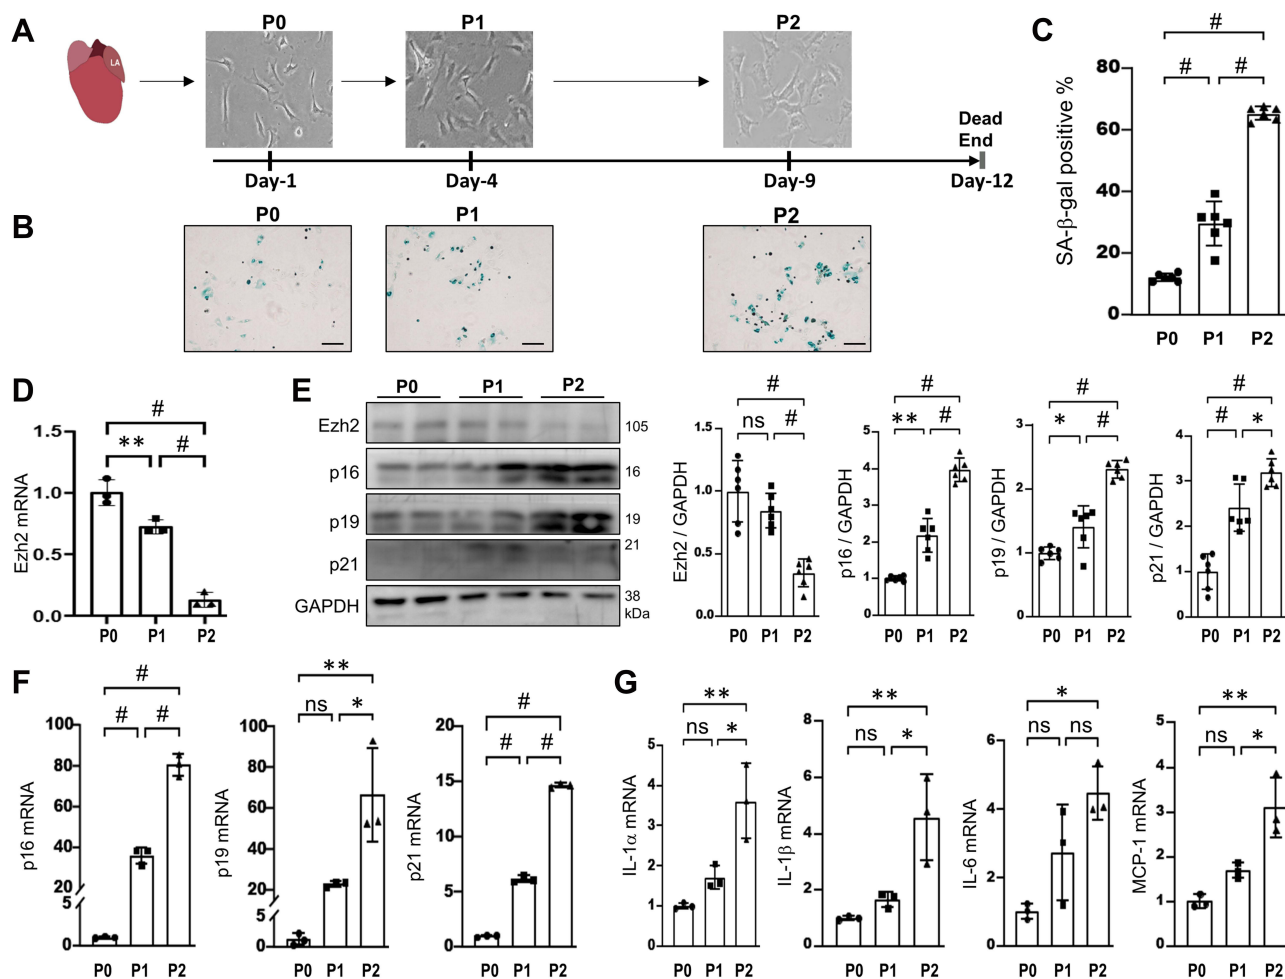 A
LA
P0
P1
P2
Dead
End
Day-1
Day-4
Day-9
Day-12
B
P0
P1
P2
C
SA-β-gal positive %
80
60
40
20
0
#
# #
P0 P1 P2
D
Ezh2 mRNA
1.5
1.0
0.5
0.0
#
** #
P0 P1 P2
E
P0 P1 P2
Ezh2 105
p16 16
p19 19
p21 21
GAPDH 38
kDa
Ezh2 / GAPDH
1.5
1.0
0.5
0.0
#
ns #
P0 P1 P2
p16 / GAPDH
5
4
3
2
1
0
#
** #
P0 P1 P2
p19 / GAPDH
3
2
1
0
#
* #
P0 P1 P2
p21 / GAPDH
4
3
2
1
0
#
# *
P0 P1 P2
F
p16 mRNA
100
80
60
40
20
5
0
#
# #
P0 P1 P2
p19 mRNA
100
80
60
40
20
5
0
**
ns *
P0 P1 P2
p21 mRNA
20
15
10
5
0
#
# #
P0 P1 P2
G
IL-1α mRNA
5
4
3
2
1
0
**
ns *
P0 P1 P2
IL-1β mRNA
8
6
4
2
0
**
ns *
P0 P1 P2
IL-6 mRNA
6
4
2
0
*
ns ns
P0 P1 P2
MCP-1 mRNA
5
4
3
2
1
0
**
ns *
P0 P1 P2